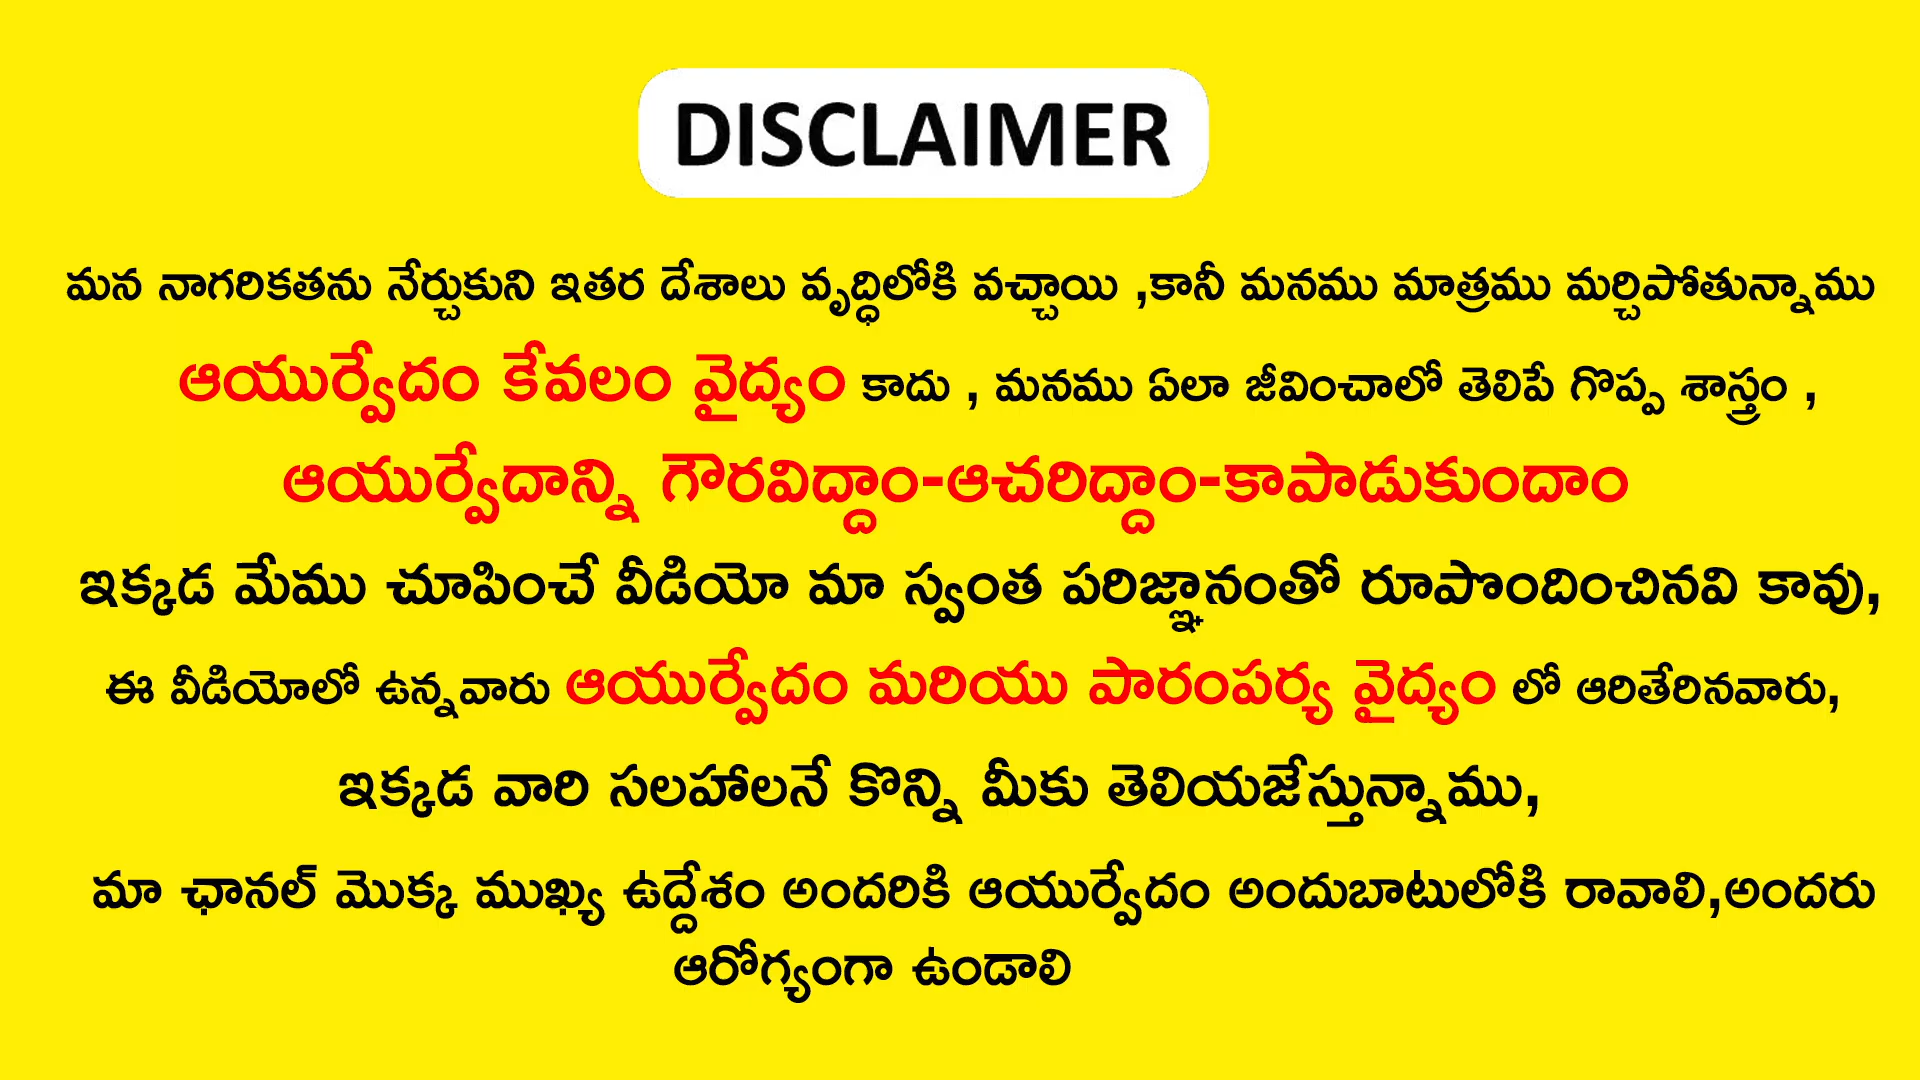 DISCLAIMER
మన నాగరికతను నేర్చుకుని ఇతర దేశాలు వృద్ధిలోకి వచ్చాయి ,కానీ మనము మాత్రము మర్చిపోతున్నాము
ఆయుర్వేదం కేవలం వైద్యం కాదు , మనము ఏలా జీవించాలో తెలిపే గొప్ప శాస్త్రం ,
ఆయుర్వేదాన్ని గౌరవిద్దాం-ఆచరిద్దాం-కాపాడుకుందాం
ఇక్కడ మేము చూపించే వీడియో మా స్వంత పరిజ్ఞానంతో రూపొందించినవి కావు,
ఈ వీడియోలో ఉన్నవారు ఆయుర్వేదం మరియు పారంపర్య వైద్యం లో ఆరితేరినవారు,
ఇక్కడ వారి సలహాలనే కొన్ని మీకు తెలియజేస్తున్నాము,
మా ఛానల్ మొక్క ముఖ్య ఉద్దేశం అందరికి ఆయుర్వేదం అందుబాటులోకి రావాలి,అందరు
ఆరోగ్యంగా ఉండాలి